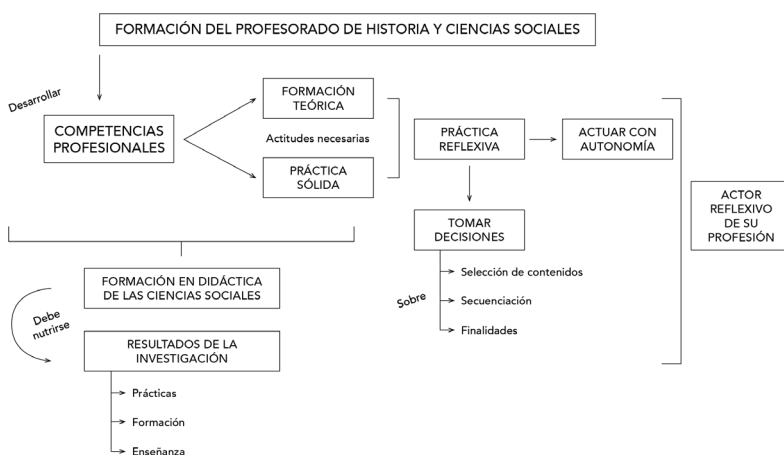 FORMACIÓN DEL PROFESORADO DE HISTORIA Y CIENCIAS SOCIALES
Desarrollar
COMPETENCIAS
PROFESIONALES
FORMACIÓN
TEÓRICA
Actitudes necesarias
PRÁCTICA
SÓLIDA
PRÁCTICA
REFLEXIVA
ACTUAR CON
AUTONOMÍA
TOMAR
DECISIONES
Sobre
Selección de contenidos
Secuenciación
Finalidades
ACTOR
REFLEXIVO
DE SU
PROFESIÓN
FORMACIÓN EN DIDÁCTICA
DE LAS CIENCIAS SOCIALES
Debe
nutrirse
RESULTADOS DE LA
INVESTIGACIÓN
Prácticas
Formación
Enseñanza